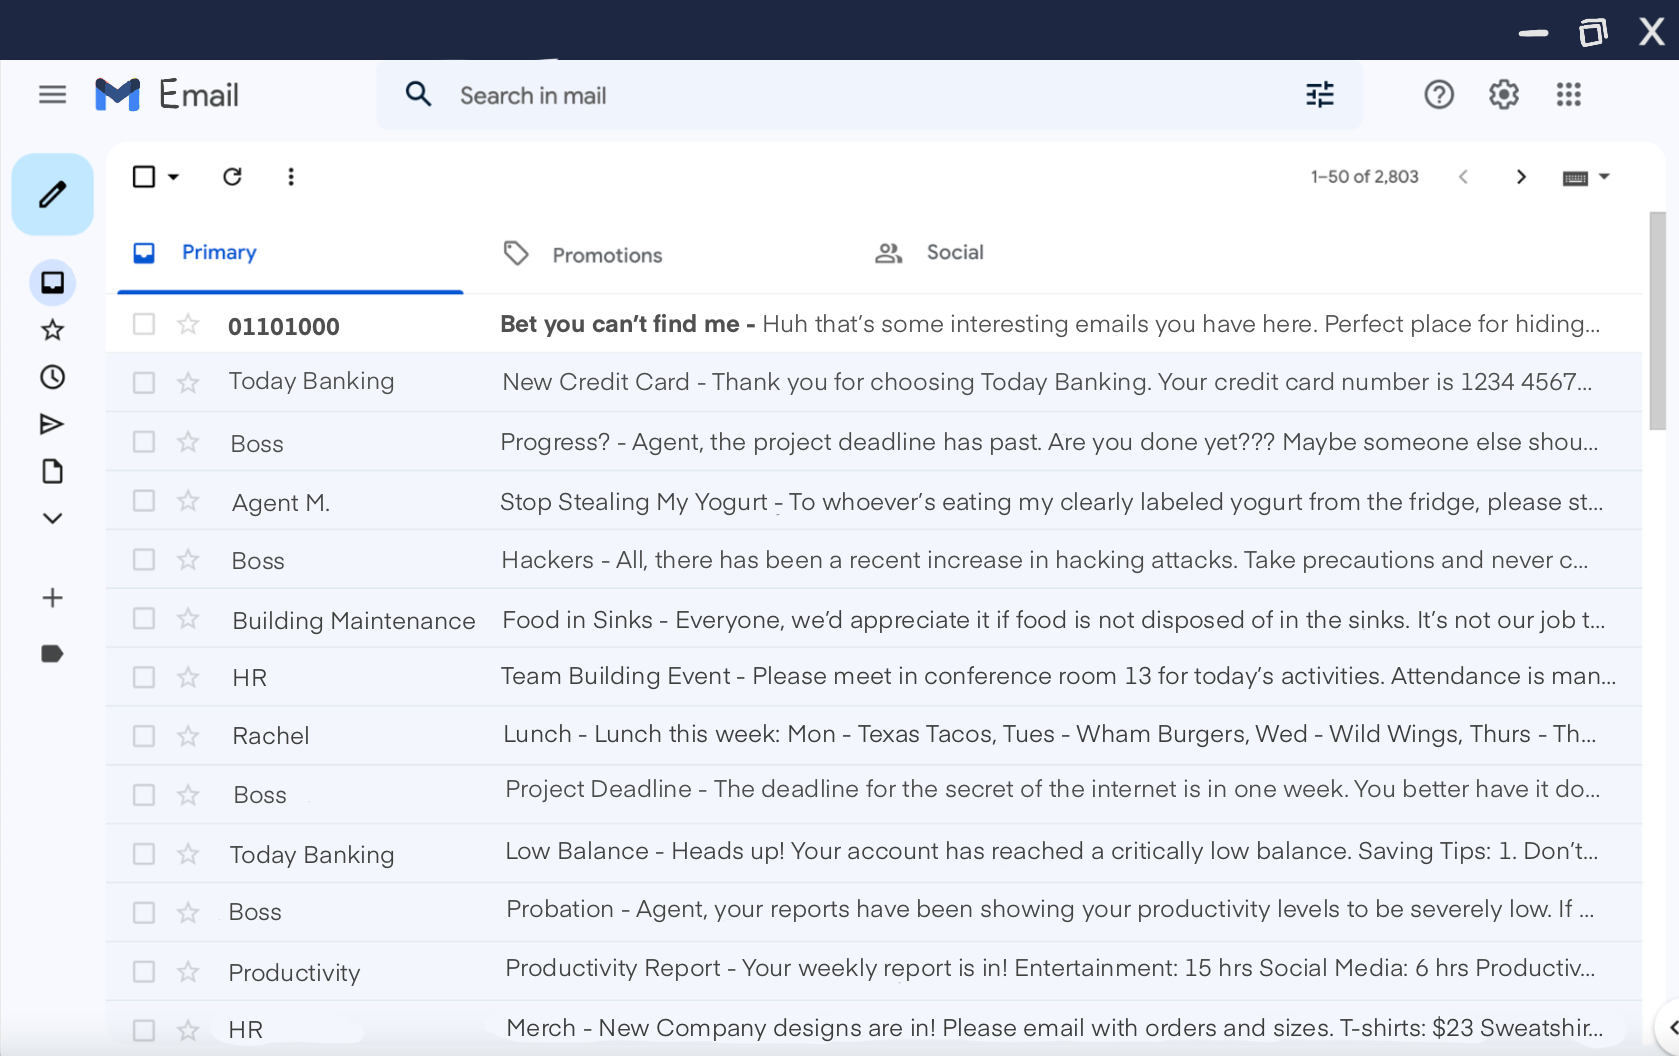 Email
Search in mail
1–50 of 2,803
Primary
Promotions
Social
01101000 Bet you can't find me - Huh that's some interesting emails you have here. Perfect place for hiding...
Today Banking New Credit Card - Thank you for choosing Today Banking. Your credit card number is 1234 4567...
Boss Progress? - Agent, the project deadline has past. Are you done yet??? Maybe someone else shou...
Agent M. Stop Stealing My Yogurt - To whoever's eating my clearly labeled yogurt from the fridge, please st...
Boss Hackers - All, there has been a recent increase in hacking attacks. Take precautions and never c...
Building Maintenance Food in Sinks - Everyone, we'd appreciate it if food is not disposed of in the sinks. It's not our job t...
HR Team Building Event - Please meet in conference room 13 for today's activities. Attendance is man...
Rachel Lunch - Lunch this week: Mon - Texas Tacos, Tues - Wham Burgers, Wed - Wild Wings, Thurs - Th...
Boss Project Deadline - The deadline for the secret of the internet is in one week. You better have it do...
Today Banking Low Balance - Heads up! Your account has reached a critically low balance. Saving Tips: 1. Don't...
Boss Probation - Agent, your reports have been showing your productivity levels to be severely low. If ...
Productivity Productivity Report - Your weekly report is in! Entertainment: 15 hrs Social Media: 6 hrs Productiv...
HR Merch - New Company designs are in! Please email with orders and sizes. T-shirts: $23 Sweatshir...